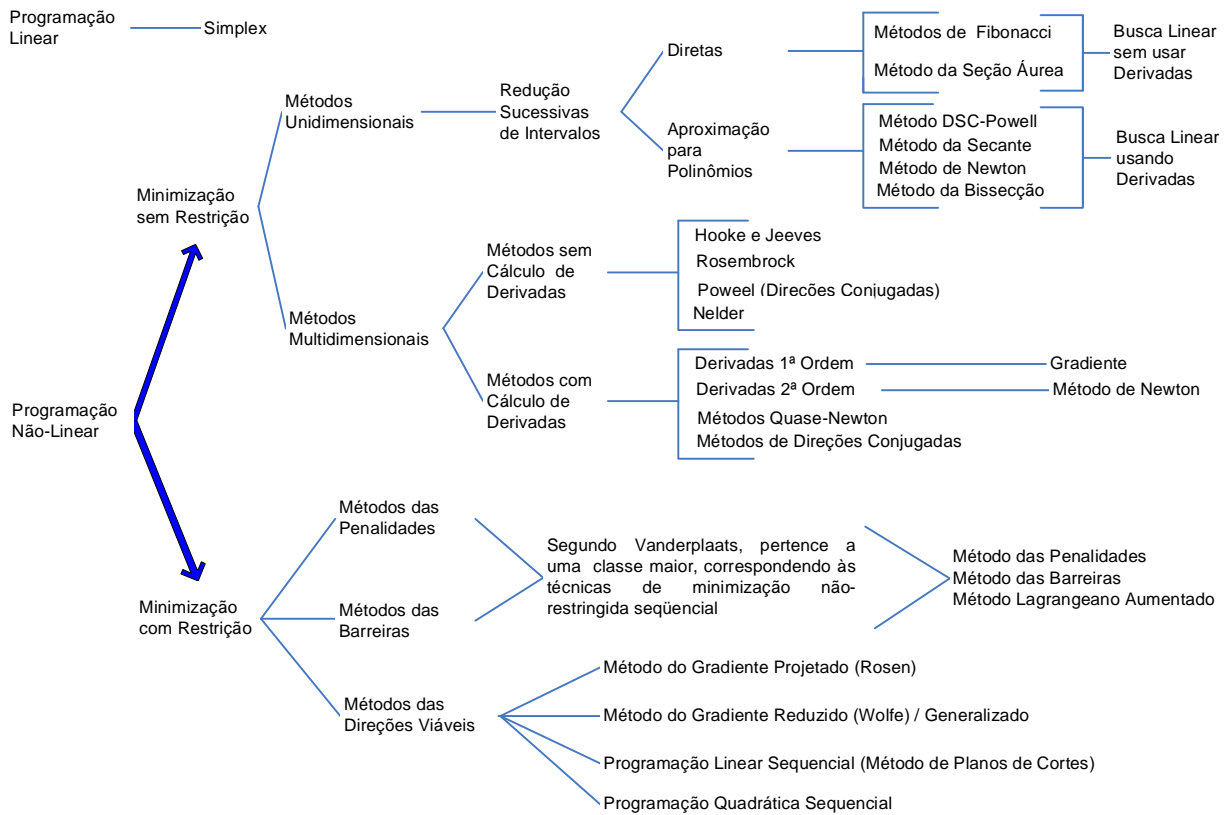 Programação
Linear
Simplex
Métodos
Unidimensionais
Redução
Sucessivas
de Intervalos
Diretas
Métodos de Fibonacci
Método da Seção Áurea
Busca Linear
sem usar
Derivadas
Aproximação
para
Polinômios
Método DSC-Powell
Método da Secante
Método de Newton
Método da Bissecção
Busca Linear
usando
Derivadas
Minimização
sem Restrição
Métodos
Multidimensionais
Métodos sem
Cálculo de
Derivadas
Hooke e Jeeves
Rosembrock
Poweel (Direcões Conjugadas)
Nelder
Métodos com
Cálculo de
Derivadas
Derivadas 1ª Ordem
Gradiente
Derivadas 2ª Ordem
Método de Newton
Métodos Quase-Newton
Métodos de Direções Conjugadas
Programação
Não-Linear
Minimização
com Restrição
Métodos das
Penalidades
Métodos das
Barreiras
Segundo Vanderplaats, pertence a
uma classe maior, correspondendo às
técnicas de minimização não-
restringida seqüencial
Método das Penalidades
Método das Barreiras
Método Lagrangeano Aumentado
Métodos das
Direções Viáveis
Método do Gradiente Projetado (Rosen)
Método do Gradiente Reduzido (Wolfe) / Generalizado
Programação Linear Sequencial (Método de Planos de Cortes)
Programação Quadrática Sequencial